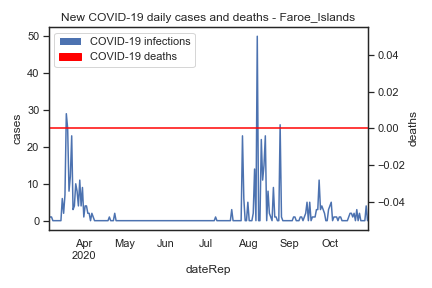 New COVID-19 daily cases and deaths - Faroe_Islands
COVID-19 infections
COVID-19 deaths
50
40
30
20
10
0
cases
0.04
0.02
0.00
−0.02
−0.04
deaths
Apr May Jun Jul Aug Sep Oct
2020
dateRep